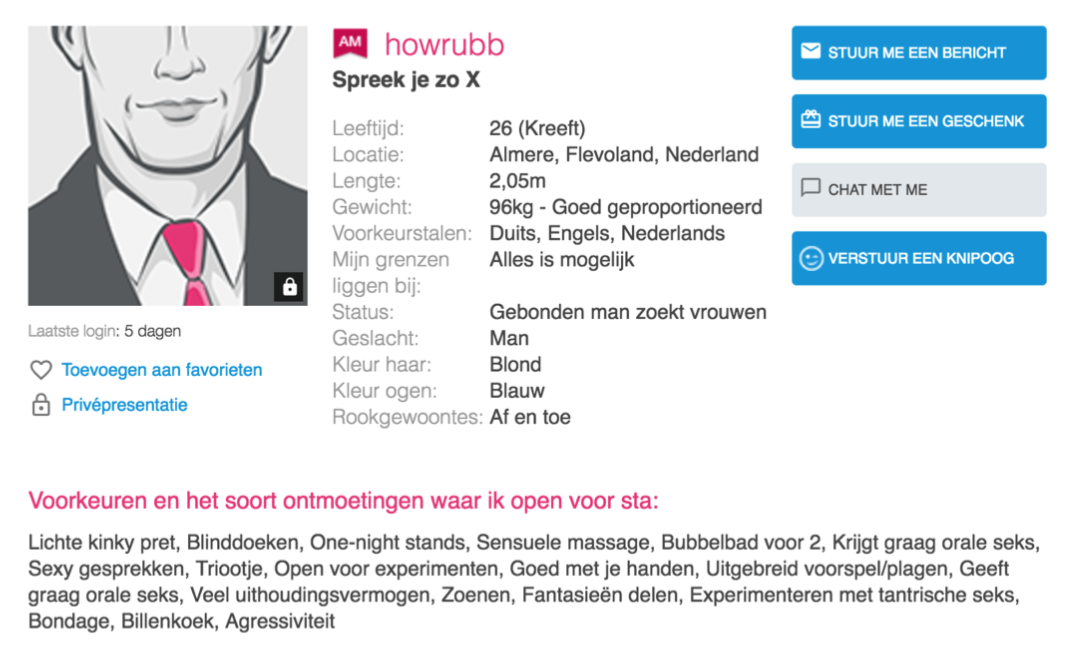 AM howrubb
Spreek je zo X
Leeftijd: 26 (Kreeft)
Locatie: Almere, Flevoland, Nederland
Lengte: 2,05m
Gewicht: 96kg - Goed geproportioneerd
Voorkeurstalen: Duits, Engels, Nederlands
Mijn grenzen Alles is mogelijk
liggen bij:
Status: Gebonden man zoekt vrouwen
Geslacht: Man
Kleur haar: Blond
Kleur ogen: Blauw
Rookgewoontes: Af en toe
STUUR ME EEN BERICHT
STUUR ME EEN GESCHENK
CHAT MET ME
VERSTUUR EEN KNIPOOG
Laatste login: 5 dagen
Toevoegen aan favorieten
Privépresentatie
Voorkeuren en het soort ontmoetingen waar ik open voor sta:
Lichte kinky pret, Blinddoeken, One-night stands, Sensuele massage, Bubbelbad voor 2, Krijgt graag orale seks,
Sexy gesprekken, Triootje, Open voor experimenten, Goed met je handen, Uitgebreid voorspel/plagen, Geeft
graag orale seks, Veel uithoudingsvermogen, Zoenen, Fantasieën delen, Experimenteren met tantrische seks,
Bondage, Billenkoek, Agressiviteit